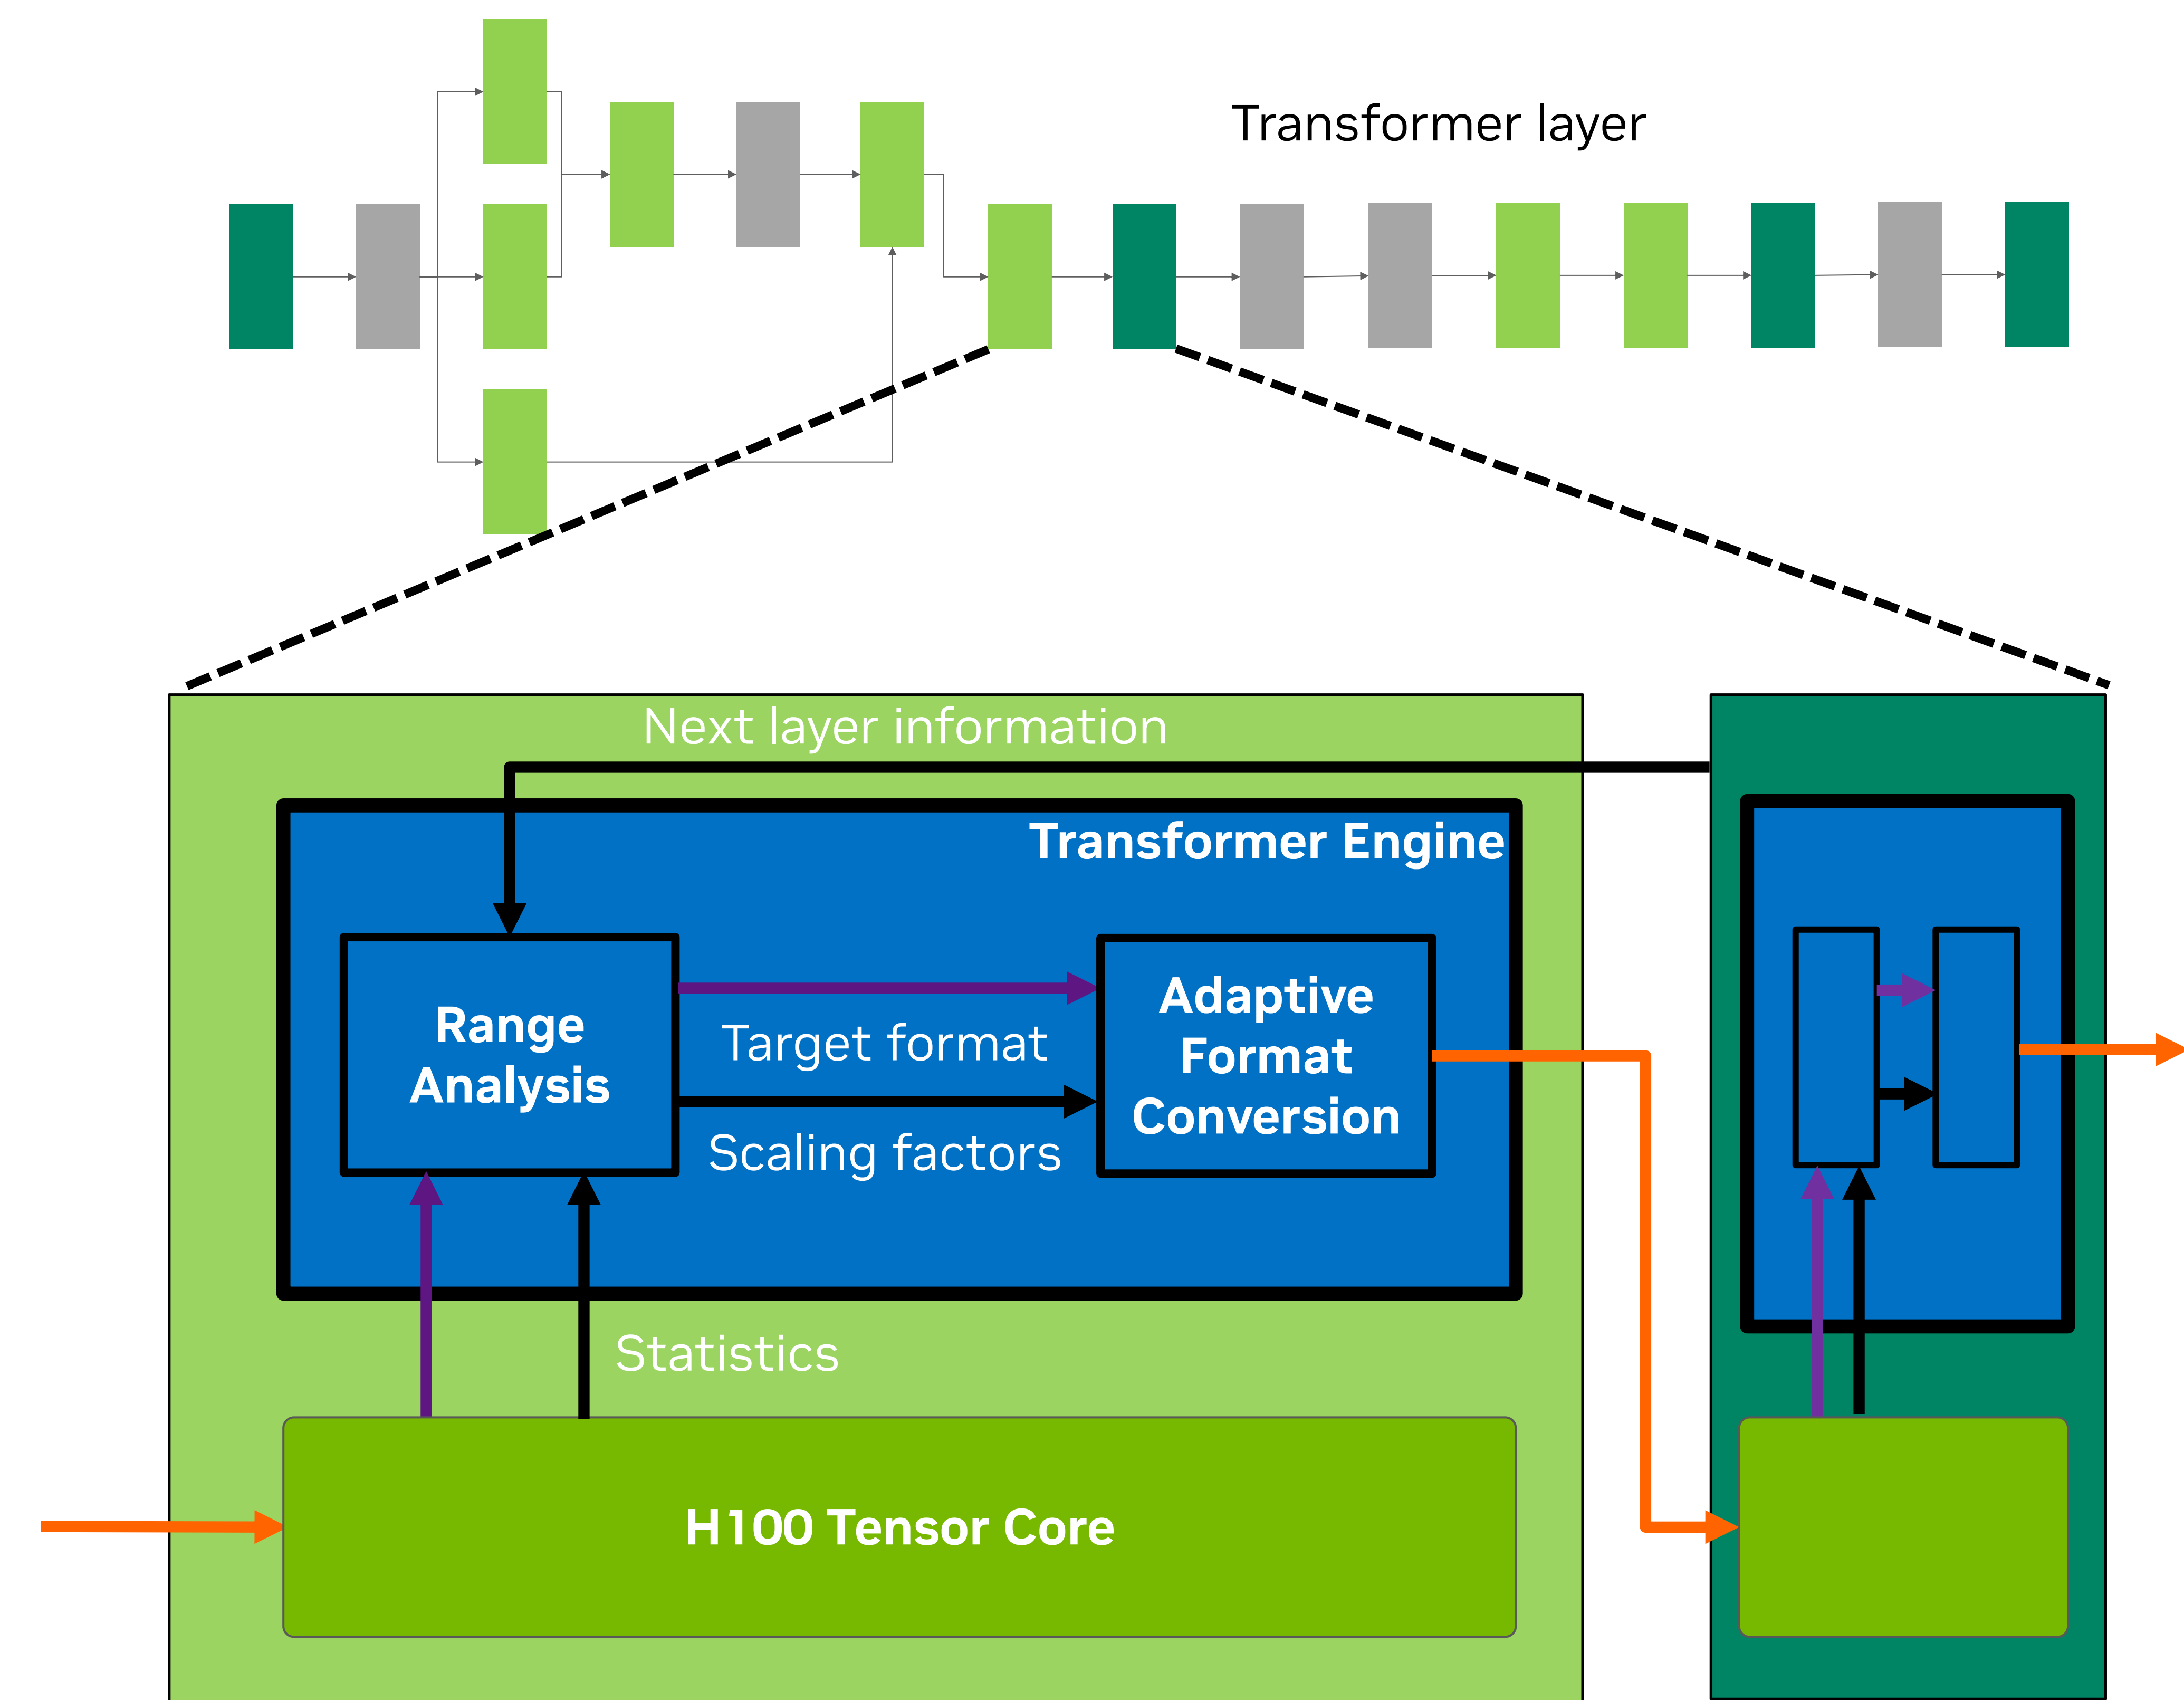 Transformer layer
Next layer information
Transformer Engine
Range
Analysis
Target format
Scaling factors
Adaptive
Format
Conversion
Statistics
H100 Tensor Core